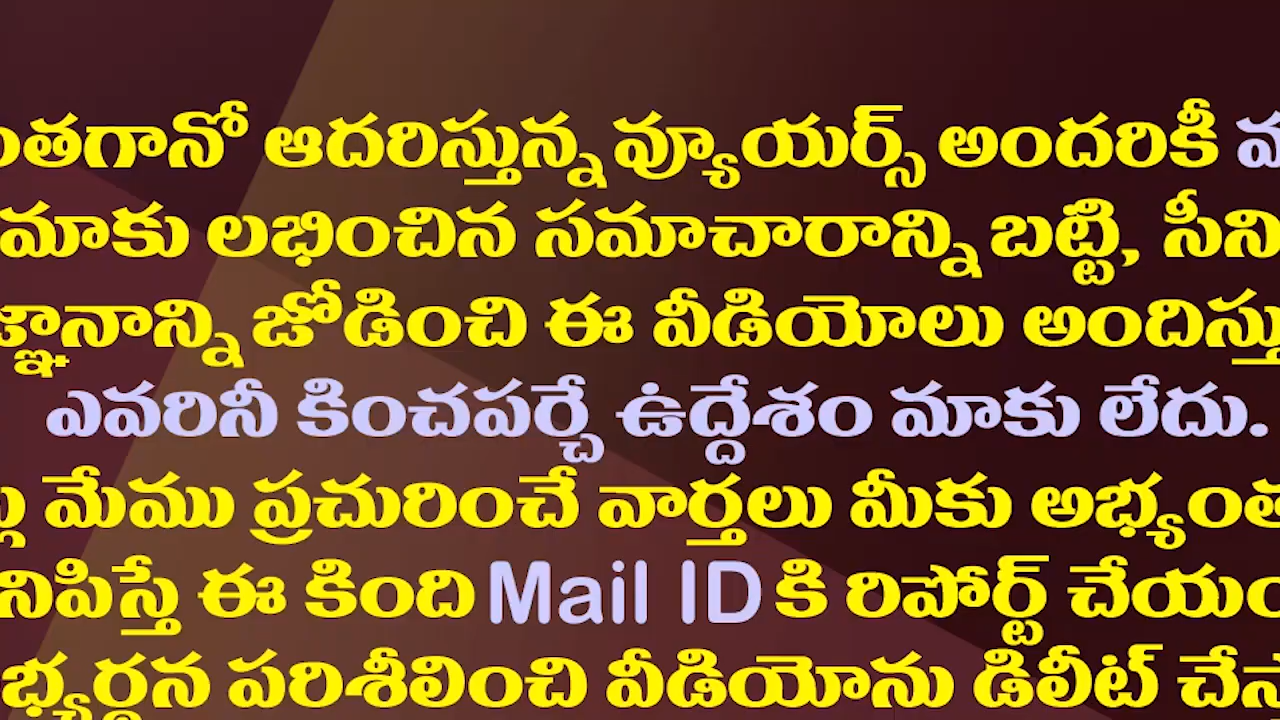 ంతగానో ఆదరిస్తున్న వ్యూయర్స్ అందరికీ
మాకు లభించిన సమాచారాన్ని బట్టి, సీని
జ్ఞానాన్ని జోడించి ఈ వీడియోలు అందిస్తు
ఎవరినీ కించపర్చే ఉద్దేశం మాకు లేదు.
మేము ప్రచురించే వార్తలు మీకు అభ్యంత
నిపిస్తే ఈ కింది Mail ID కి రిపోర్ట్ చేయం
భ్యర్థన పరిశీలించి వీడియోను డిలీట్ చేస